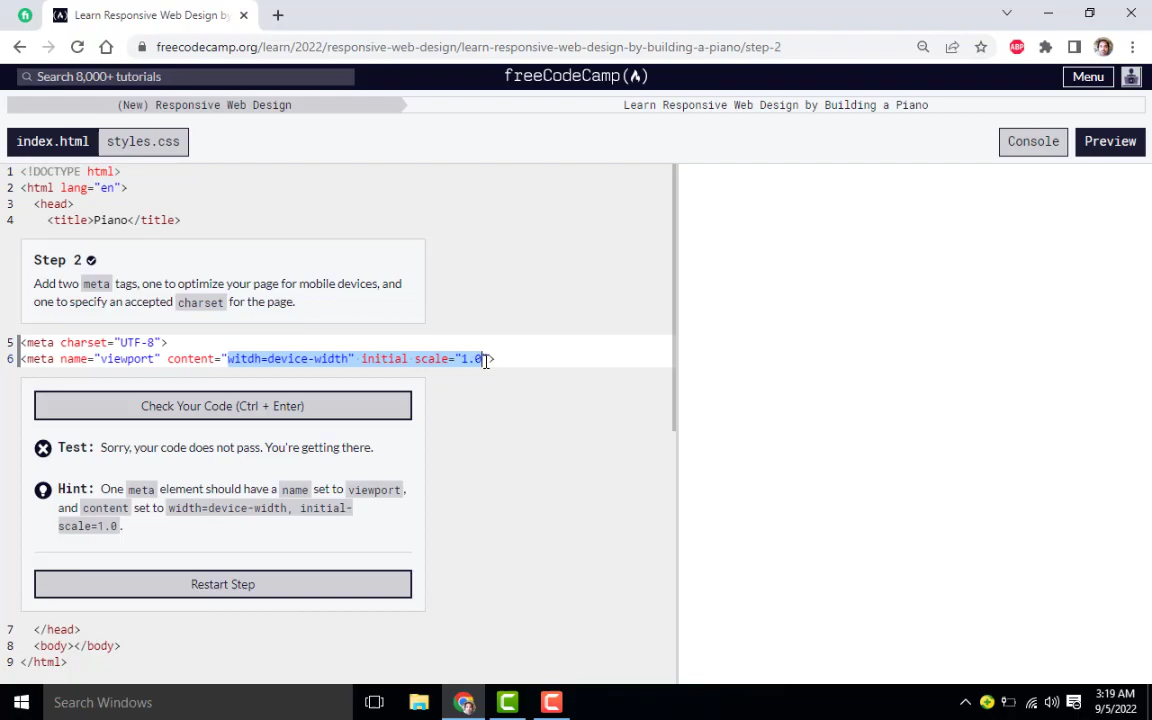 Learn Responsive Web Design by
freecodecamp.org/learn/2022/responsive-web-design/learn-responsive-web-design-by-building-a-piano/step-2
ABP
Search 8,000+ tutorials
freeCodeCamp
Menu
(New) Responsive Web Design
Learn Responsive Web Design by Building a Piano
index.html
styles.css
Console
Preview
1 <!DOCTYPE html>
2 <html lang="en">
3 <head>
4 <title>Piano</title>
Step 2
Add two meta tags, one to optimize your page for mobile devices, and
one to specify an accepted charset for the page.
5 <meta charset="UTF-8">
6 <meta name="viewport" content="witdh=device-width" initial scale="1.0">
Check Your Code (Ctrl + Enter)
Test: Sorry, your code does not pass. You're getting there.
Hint: One meta element should have a name set to viewport,
and content set to width=device-width, initial-
scale=1.0.
Restart Step
7 </head>
8 <body></body>
9 </html>
Search Windows
3:19 AM
9/5/2022